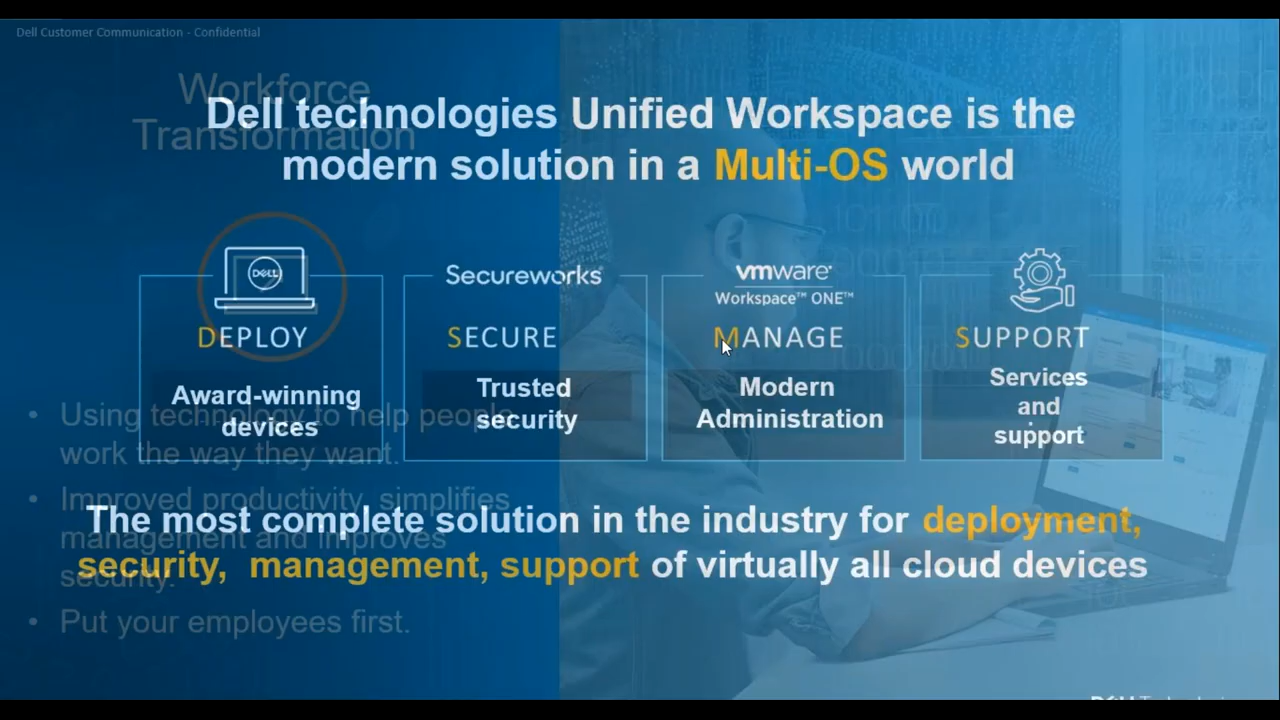 Dell Customer Communication - Confidential
Workforce
Transformation
Dell technologies Unified Workspace is the
modern solution in a Multi-OS world
DELL
DEPLOY
Award-winning
devices
Secureworks
SECURE
Trusted
security
vmware
Workspace™ ONE™
MANAGE
Modern
Administration
SUPPORT
Services
and
support
• Using technology to help people
work the way they want.
• Improved productivity, simplifies
management and improves
security.
• Put your employees first.
The most complete solution in the industry for deployment,
security, management, support of virtually all cloud devices